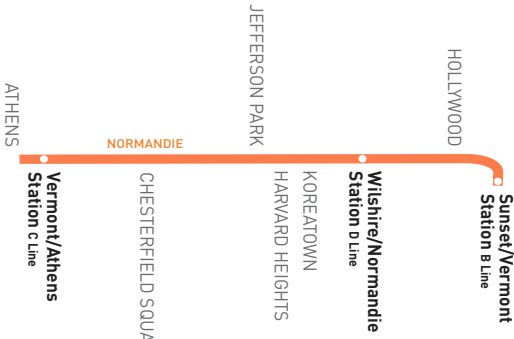 ATHENS
Vermont/Athens
Station C Line
NORMANDIE
CHESTERFIELD SQUA
JEFFERSON PARK
HARVARD HEIGHTS
KOREATOWN
Wilshire/Normandie
Station D Line
HOLLYWOOD
Sunset/Vermont
Station B Line